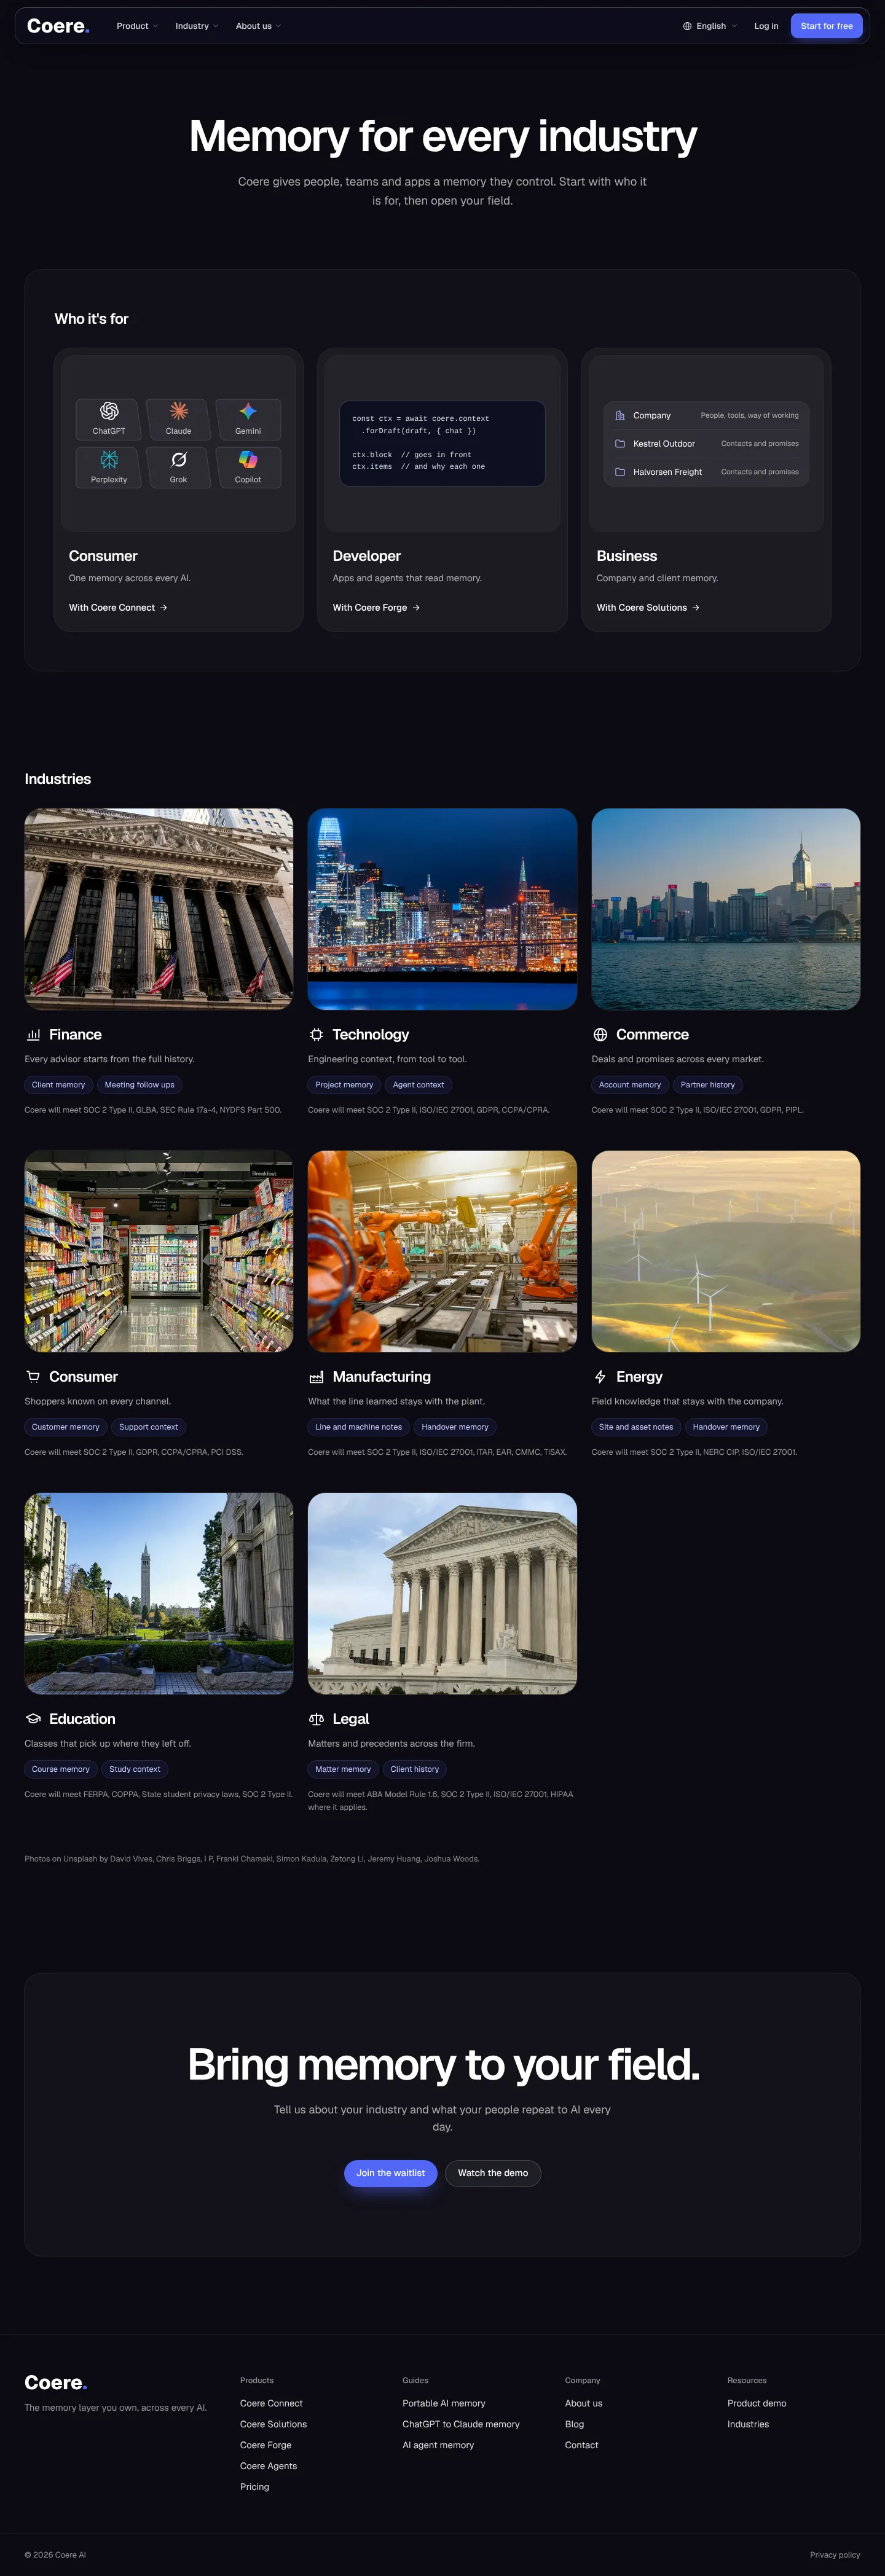 Coere.
Product
Industry
About us
English
Log in
Start for free
Memory for every industry
Coere gives people, teams and apps a memory they control. Start with who it
is for, then open your field.
Who it's for
ChatGPT
Claude
Gemini
Perplexity
Grok
Copilot
Consumer
One memory across every AI.
With Coere Connect →
const ctx = await coere.context
.forDraft(draft, { chat })
ctx.block // goes in front
ctx.items // and why each one
Developer
Apps and agents that read memory.
With Coere Forge →
Company People, tools, way of working
Kestrel Outdoor Contacts and promises
Halvorsen Freight Contacts and promises
Business
Company and client memory.
With Coere Solutions →
Industries
Finance
Every advisor starts from the full history.
Client memory
Meeting follow ups
Coere will meet SOC 2 Type II, GLBA, SEC Rule 17a-4, NYDFS Part 500.
Technology
Engineering context, from tool to tool.
Project memory
Agent context
Coere will meet SOC 2 Type II, ISO/IEC 27001, GDPR, CCPA/CPRA.
Commerce
Deals and promises across every market.
Account memory
Partner history
Coere will meet SOC 2 Type II, ISO/IEC 27001, GDPR, PIPL.
Breakfast
Tea
4
Consumer
Shoppers known on every channel.
Customer memory
Support context
Coere will meet SOC 2 Type II, GDPR, CCPA/CPRA, PCI DSS.
Manufacturing
What the line learned stays with the plant.
Line and machine notes
Handover memory
Coere will meet SOC 2 Type II, ISO/IEC 27001, ITAR, EAR, CMMC, TISAX.
Energy
Field knowledge that stays with the company.
Site and asset notes
Handover memory
Coere will meet SOC 2 Type II, NERC CIP, ISO/IEC 27001.
Education
Classes that pick up where they left off.
Course memory
Study context
Coere will meet FERPA, COPPA, State student privacy laws, SOC 2 Type II.
Legal
Matters and precedents across the firm.
Matter memory
Client history
Coere will meet ABA Model Rule 1.6, SOC 2 Type II, ISO/IEC 27001, HIPAA
where it applies.
Photos on Unsplash by David Vives, Chris Briggs, I P, Franki Chamaki, Simon Kadula, Zetong Li, Jeremy Huang, Joshua Woods.
Bring memory to your field.
Tell us about your industry and what your people repeat to AI every
day.
Join the waitlist
Watch the demo
Coere.
The memory layer you own, across every AI.
Products
Coere Connect
Coere Solutions
Coere Forge
Coere Agents
Pricing
Guides
Portable AI memory
ChatGPT to Claude memory
AI agent memory
Company
About us
Blog
Contact
Resources
Product demo
Industries
© 2026 Coere AI
Privacy policy